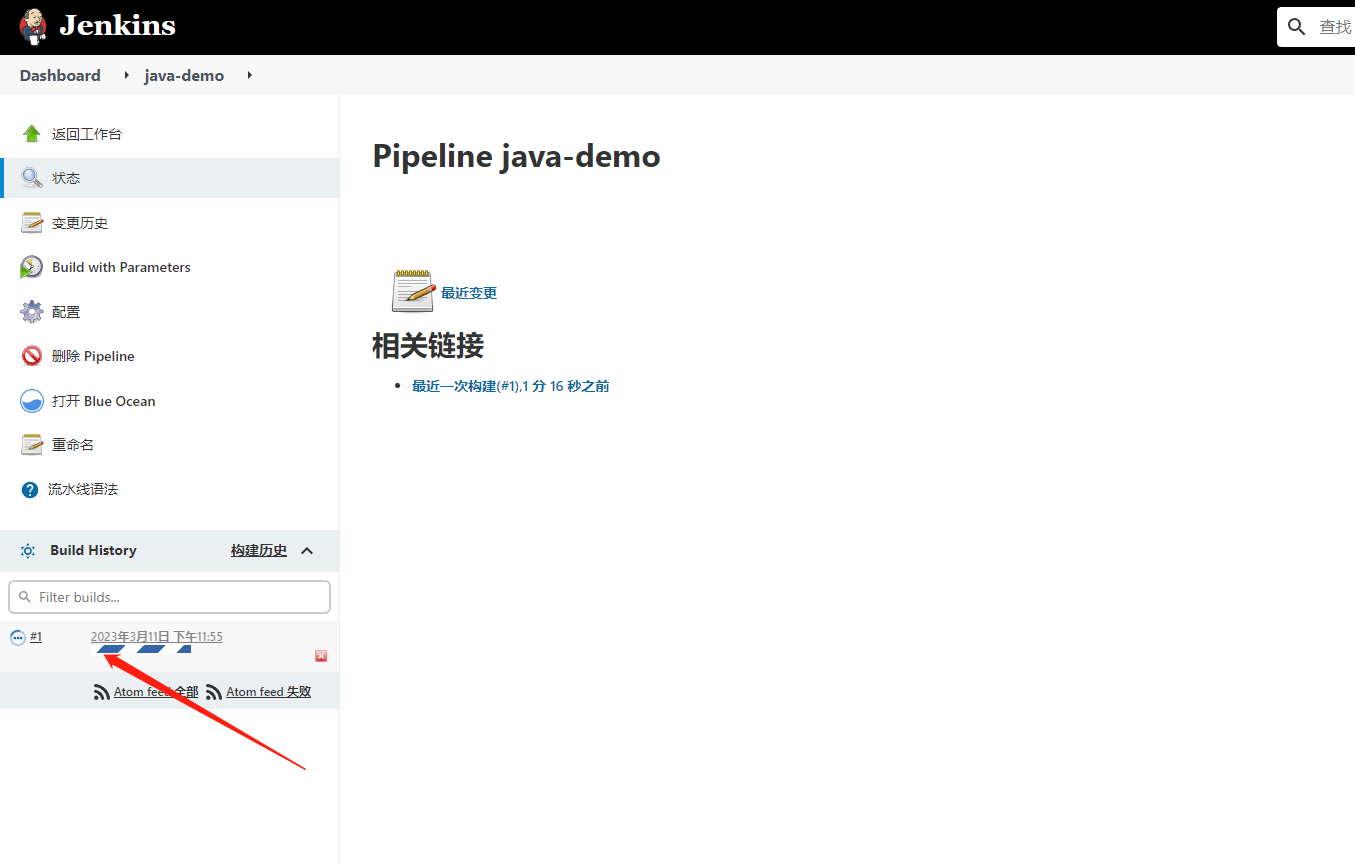 Jenkins
查找
Dashboard
java-demo
返回工作台
状态
变更历史
Build with Parameters
配置
删除 Pipeline
打开 Blue Ocean
重命名
流水线语法
Build History
构建历史
Filter builds...
#1
2023年3月11日 下午11:55
Atom feed 全部
Atom feed 失败
Pipeline java-demo
最近变更
相关链接
最近一次构建(#1),1 分 16 秒之前